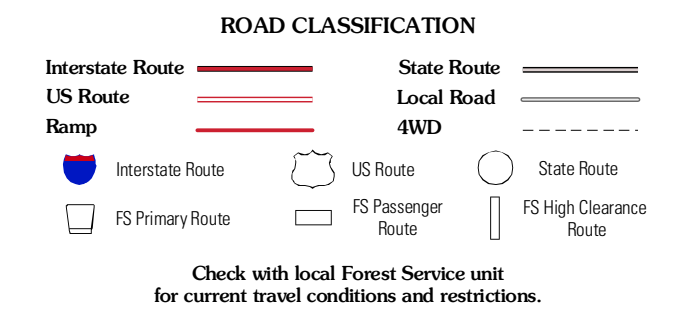 ROAD CLASSIFICATION
Interstate Route
State Route
US Route
Local Road
Ramp
4WD
Interstate Route
US Route
State Route
FS Primary Route
FS Passenger
Route
FS High Clearance
Route
Check with local Forest Service unit
for current travel conditions and restrictions.